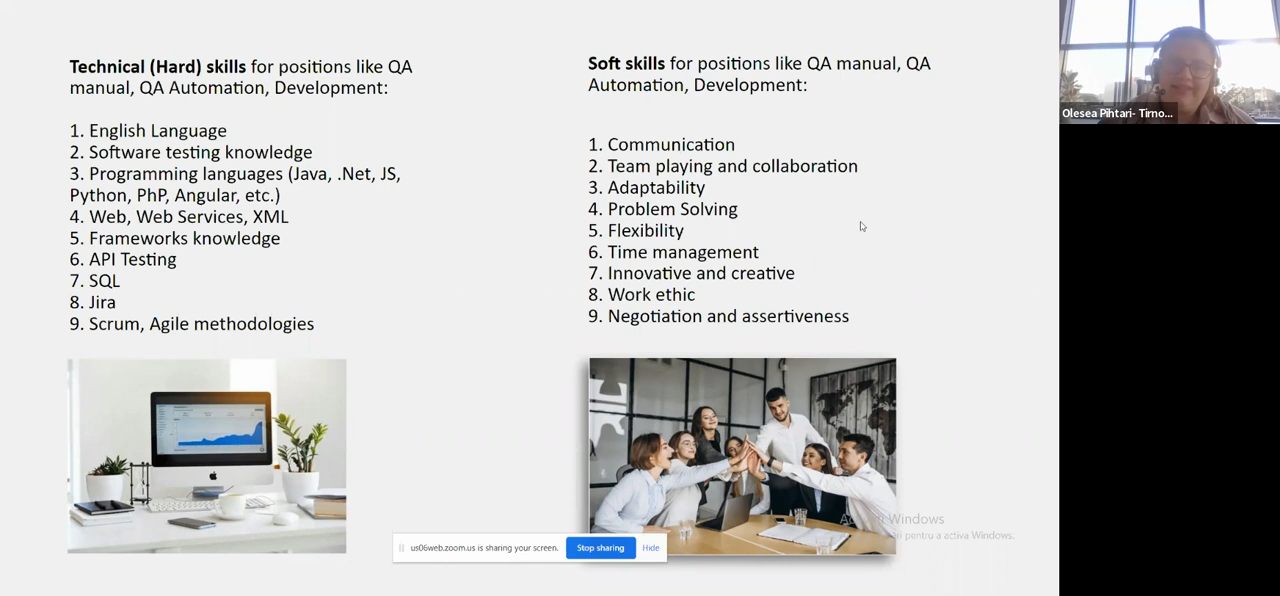 Technical (Hard) skills for positions like QA
manual, QA Automation, Development:
1. English Language
2. Software testing knowledge
3. Programming languages (Java, .Net, JS,
Python, PhP, Angular, etc.)
4. Web, Web Services, XML
5. Frameworks knowledge
6. API Testing
7. SQL
8. Jira
9. Scrum, Agile methodologies
Soft skills for positions like QA manual, QA
Automation, Development:
1. Communication
2. Team playing and collaboration
3. Adaptability
4. Problem Solving
5. Flexibility
6. Time management
7. Innovative and creative
8. Work ethic
9. Negotiation and assertiveness
Olesea Pihtari- Timo...
Windows
pentru a activa Windows.
us06web.zoom.us is sharing your screen.
Stop sharing
Hide